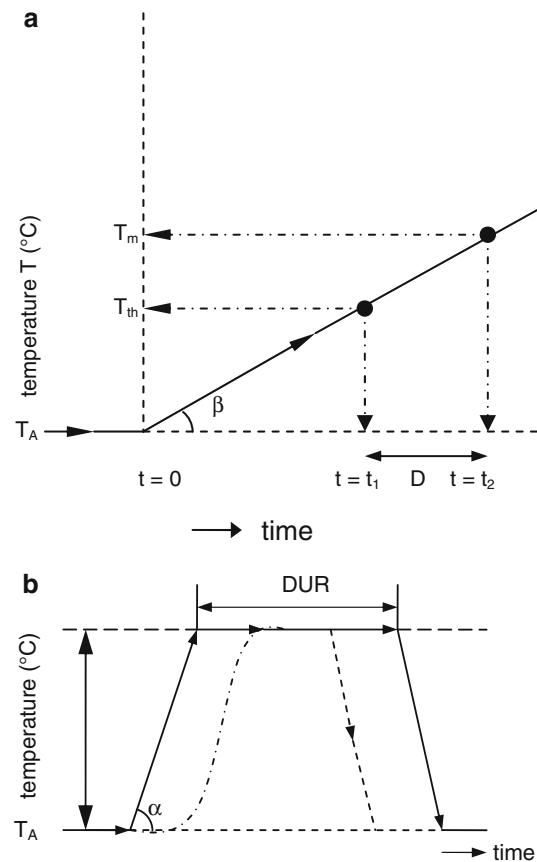 a
temperature T (°C)
Tm
Tth
β
TA
t = 0
t = t1
D
t = t2
time
b
DUR
temperature (°C)
α
TA
time